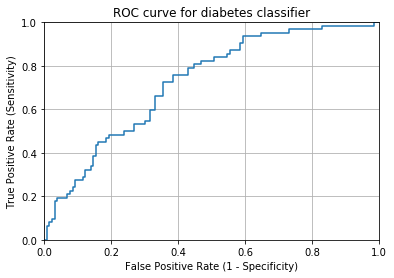 ROC curve for diabetes classifier
True Positive Rate (Sensitivity)
1.0
0.8
0.6
0.4
0.2
0.0
0.0 0.2 0.4 0.6 0.8 1.0
False Positive Rate (1 - Specificity)